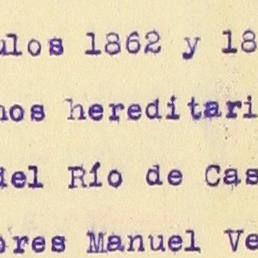 ulos 1862 y 18
nos hereditari
del Río de Cas
ores Manuel Ve